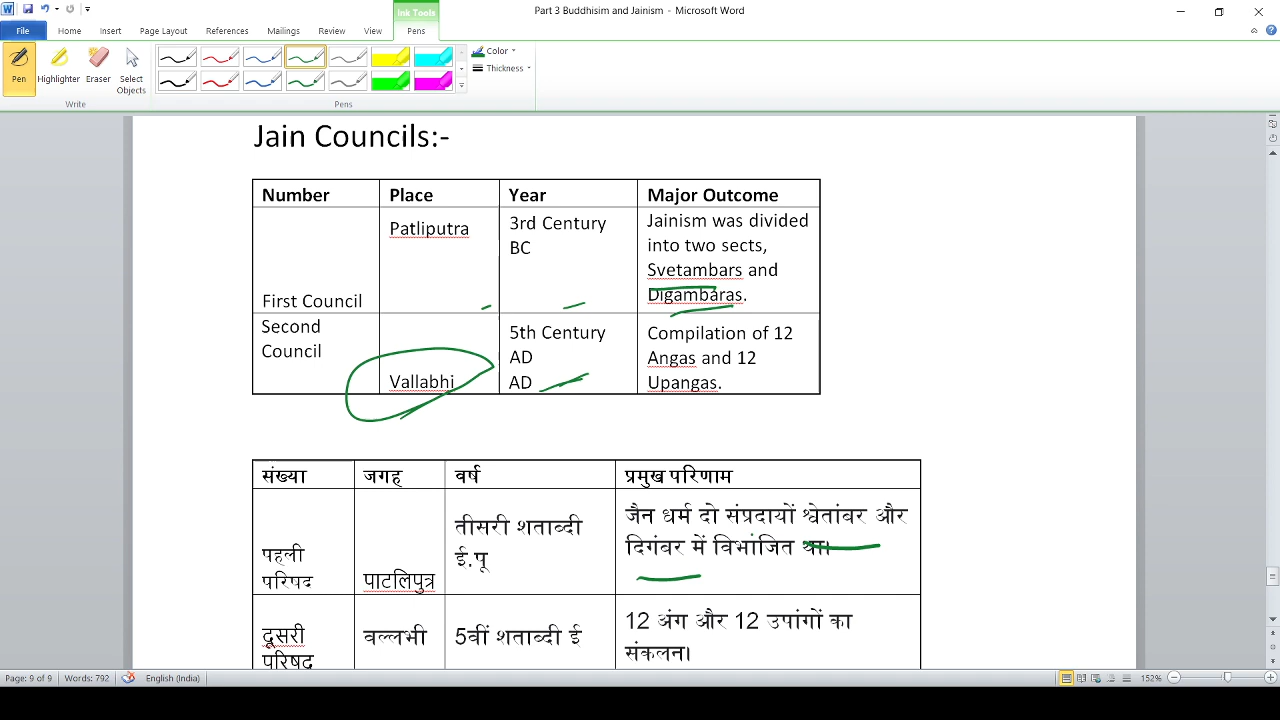 Part 3 Buddhisim and Jainism - Microsoft Word
Ink Tools
File Home Insert Page Layout References Mailings Review View Pens
Pen Highlighter Eraser Select Objects
Color
Thickness
Write Pens
Jain Councils:-
Number Place Year Major Outcome
First Council Patliputra 3rd Century BC Jainism was divided into two sects, Svetambars and Digambaras.
Second Council Vallabhi 5th Century AD AD Compilation of 12 Angas and 12 Upangas.
संख्या जगह वर्ष प्रमुख परिणाम
पहली परिषद पाटलिपुत्र तीसरी शताब्दी ई.पू जैन धर्म दो संप्रदायों श्वेतांबर और दिगंबर में विभांजित था।
दूसरी परिषद वल्लभी 5वीं शताब्दी ई 12 अंग और 12 उपांगों का संकलन।
Page: 9 of 9 Words: 792 English (India) 152%